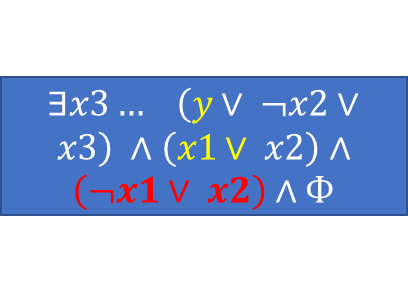 ∃x3 … (y ∨ ¬x2 ∨
x3) ∧ (x1 ∨ x2) ∧
(¬x1 ∨ x2) ∧ Φ